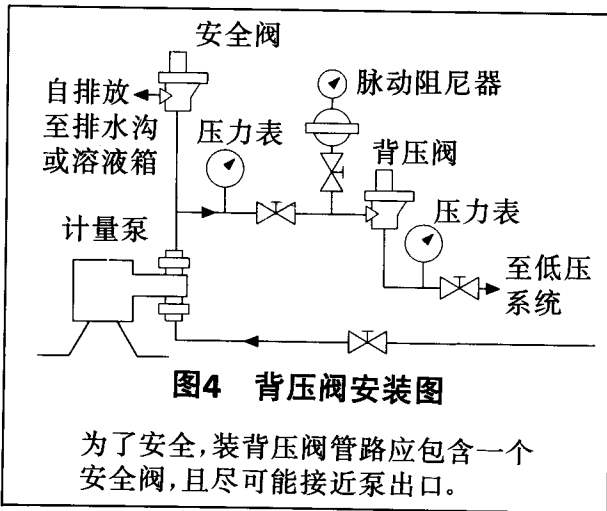 安全阀
自排放
至排水沟
或溶液箱
脉动阻尼器
压力表
背压阀
压力表
计量泵
至低压
系统
图4 背压阀安装图
为了安全,装背压阀管路应包含一个
安全阀,且尽可能接近泵出口。